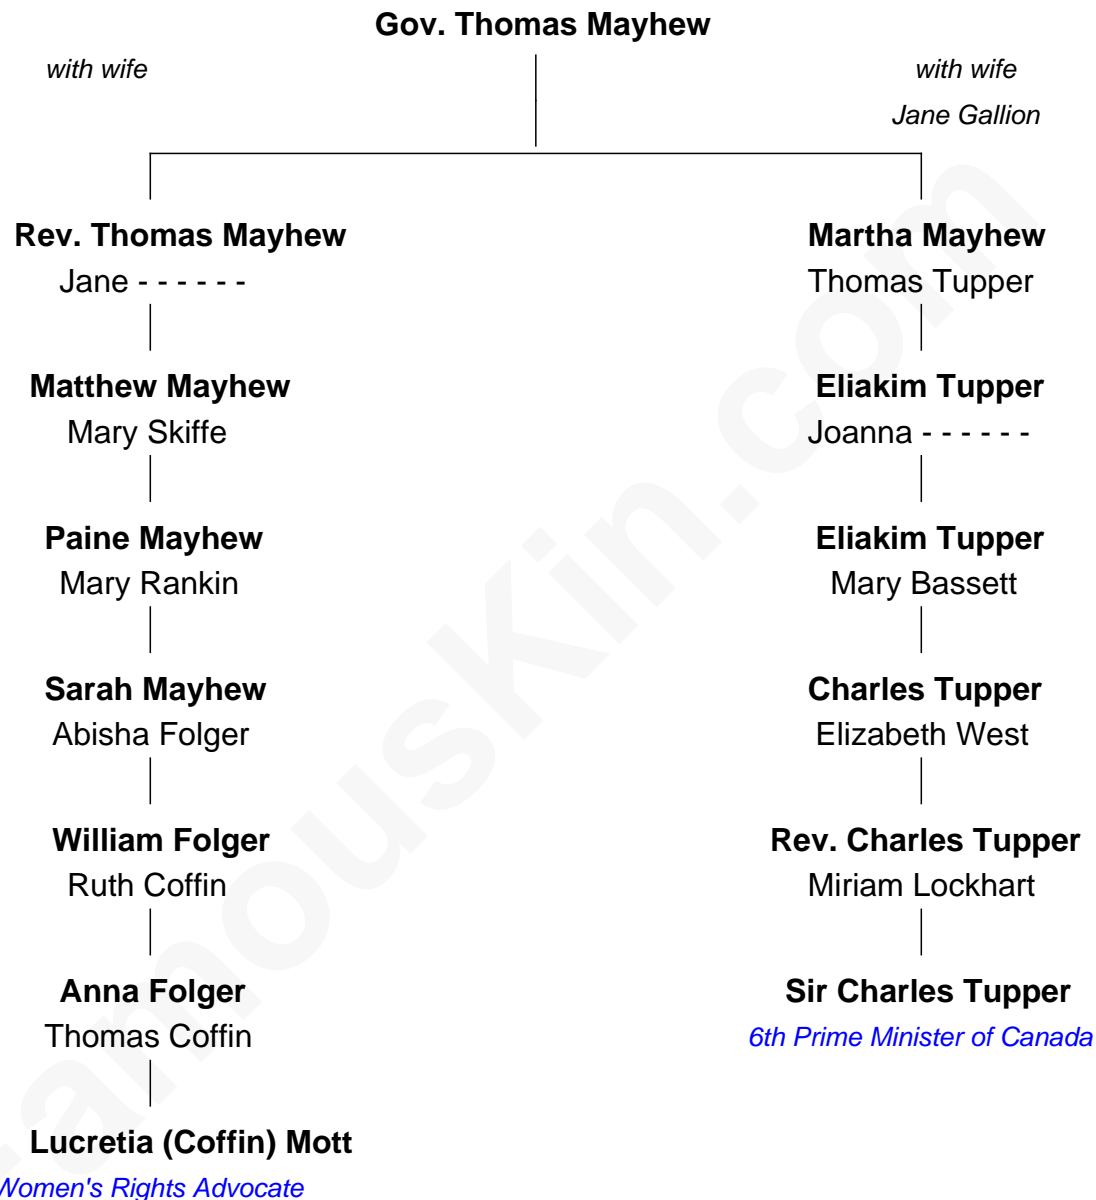 Gov. Thomas Mayhew
with wife
with wife
Jane Gallion
Rev. Thomas Mayhew
Martha Mayhew
Jane - - - - - -
Thomas Tupper
Matthew Mayhew
Eliakim Tupper
Mary Skiffe
Joanna - - - - - -
Paine Mayhew
Eliakim Tupper
Mary Rankin
Mary Bassett
Sarah Mayhew
Charles Tupper
Abisha Folger
Elizabeth West
William Folger
Rev. Charles Tupper
Ruth Coffin
Miriam Lockhart
Anna Folger
Sir Charles Tupper
Thomas Coffin
6th Prime Minister of Canada
Lucretia (Coffin) Mott
Women's Rights Advocate
FamousKin.com